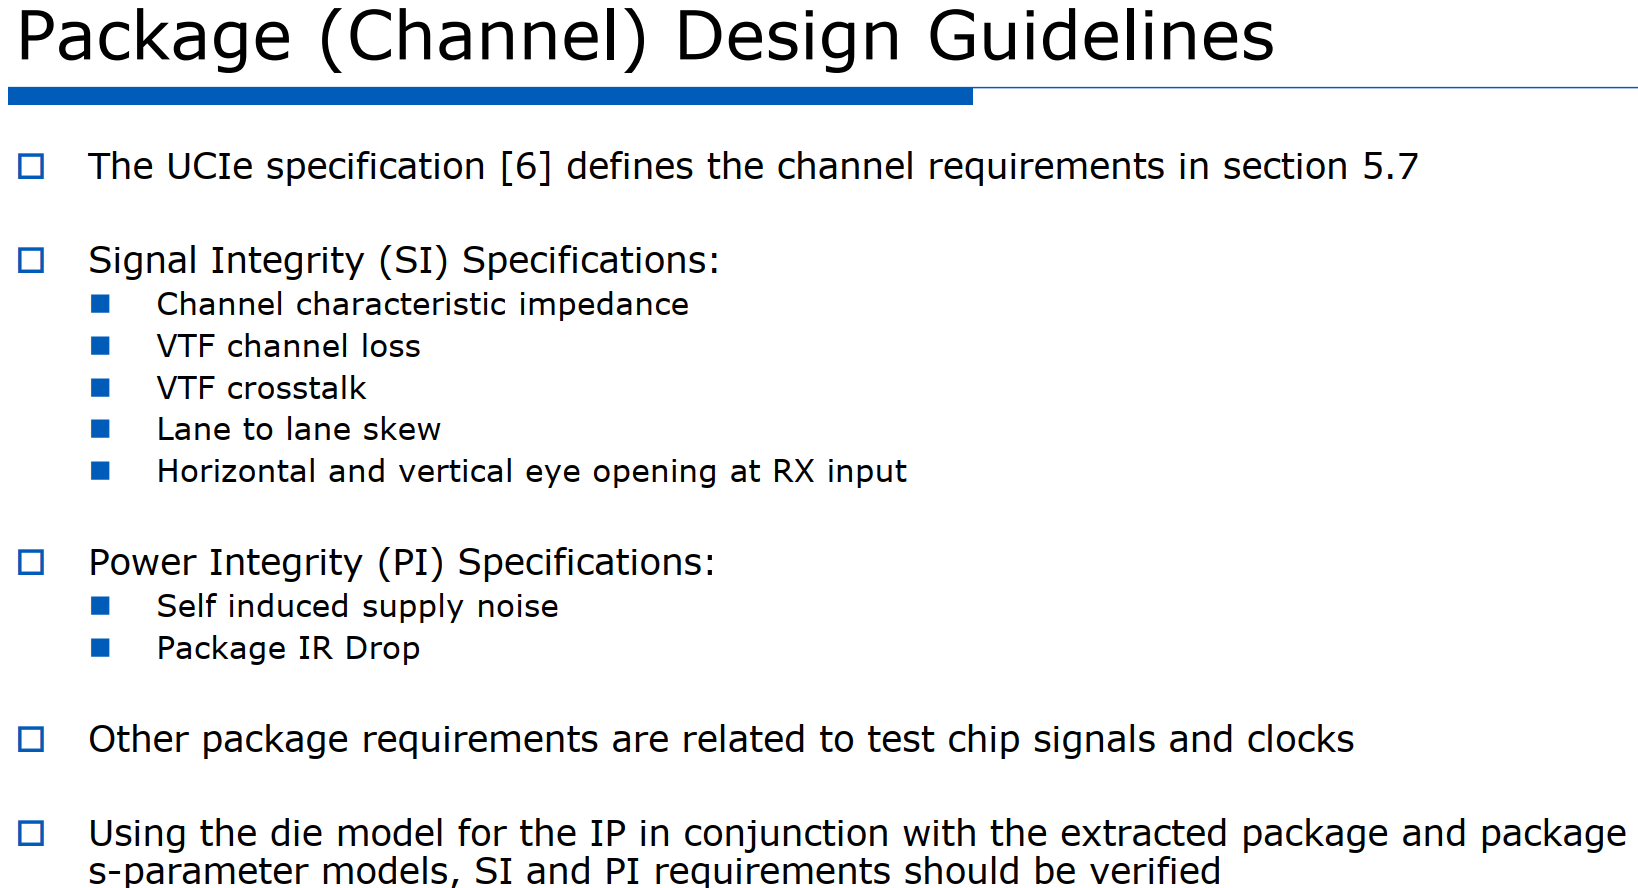 Package (Channel) Design Guidelines
The UCIe specification [6] defines the channel requirements in section 5.7
Signal Integrity (SI) Specifications:
Channel characteristic impedance
VTF channel loss
VTF crosstalk
Lane to lane skew
Horizontal and vertical eye opening at RX input
Power Integrity (PI) Specifications:
Self induced supply noise
Package IR Drop
Other package requirements are related to test chip signals and clocks
Using the die model for the IP in conjunction with the extracted package and package
s-parameter models, SI and PI requirements should be verified